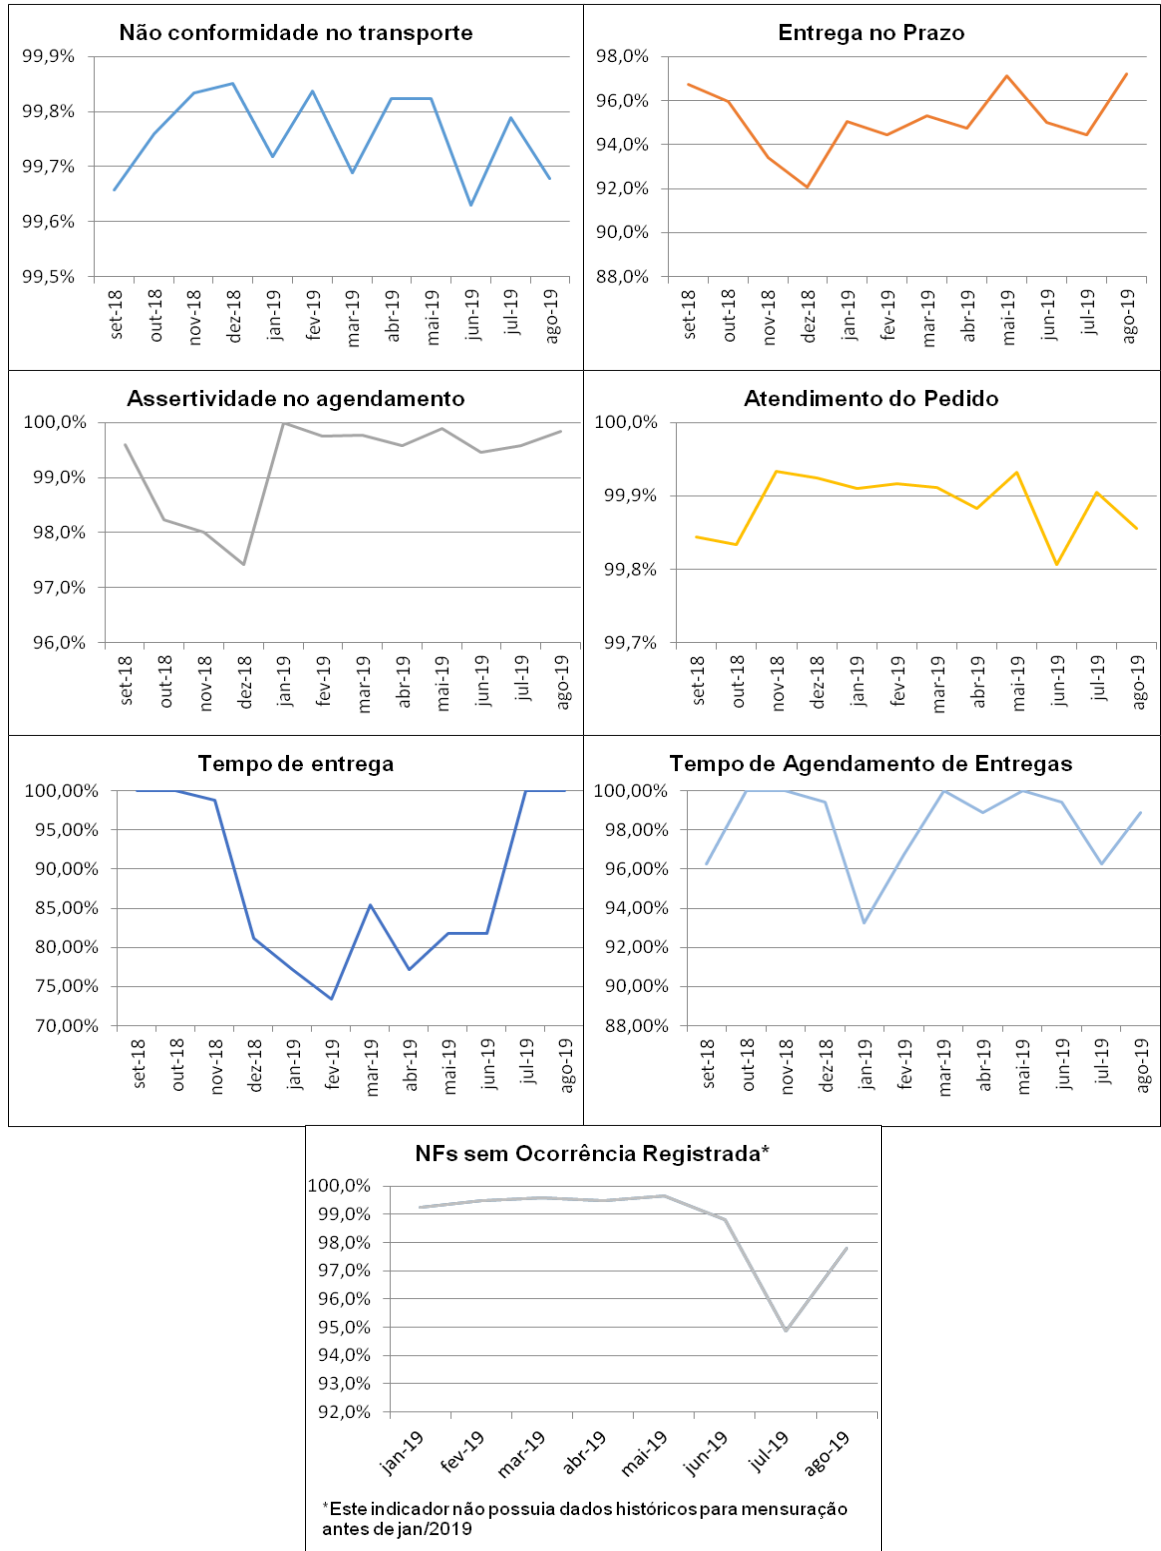 Não conformidade no transporte
99,9%
99,8%
99,7%
99,6%
99,5%
set-18
out-18
nov-18
dez-18
jan-19
fev-19
mar-19
abr-19
mai-19
jun-19
jul-19
ago-19
Entrega no Prazo
98,0%
96,0%
94,0%
92,0%
90,0%
88,0%
set-18
out-18
nov-18
dez-18
jan-19
fev-19
mar-19
abr-19
mai-19
jun-19
jul-19
ago-19
Assertividade no agendamento
100,0%
99,0%
98,0%
97,0%
96,0%
set-18
out-18
nov-18
dez-18
jan-19
fev-19
mar-19
abr-19
mai-19
jun-19
jul-19
ago-19
Atendimento do Pedido
100,0%
99,9%
99,8%
99,7%
set-18
out-18
nov-18
dez-18
jan-19
fev-19
mar-19
abr-19
mai-19
jun-19
jul-19
ago-19
Tempo de entrega
100,00%
95,00%
90,00%
85,00%
80,00%
75,00%
70,00%
set-18
out-18
nov-18
dez-18
jan-19
fev-19
mar-19
abr-19
mai-19
jun-19
jul-19
ago-19
Tempo de Agendamento de Entregas
100,00%
98,00%
96,00%
94,00%
92,00%
90,00%
88,00%
set-18
out-18
nov-18
dez-18
jan-19
fev-19
mar-19
abr-19
mai-19
jun-19
jul-19
ago-19
NFs sem Ocorrência Registrada*
100,0%
99,0%
98,0%
97,0%
96,0%
95,0%
94,0%
93,0%
92,0%
jan-19
fev-19
mar-19
abr-19
mai-19
jun-19
jul-19
ago-19
*Este indicador não possuia dados históricos para mensuração
antes de jan/2019